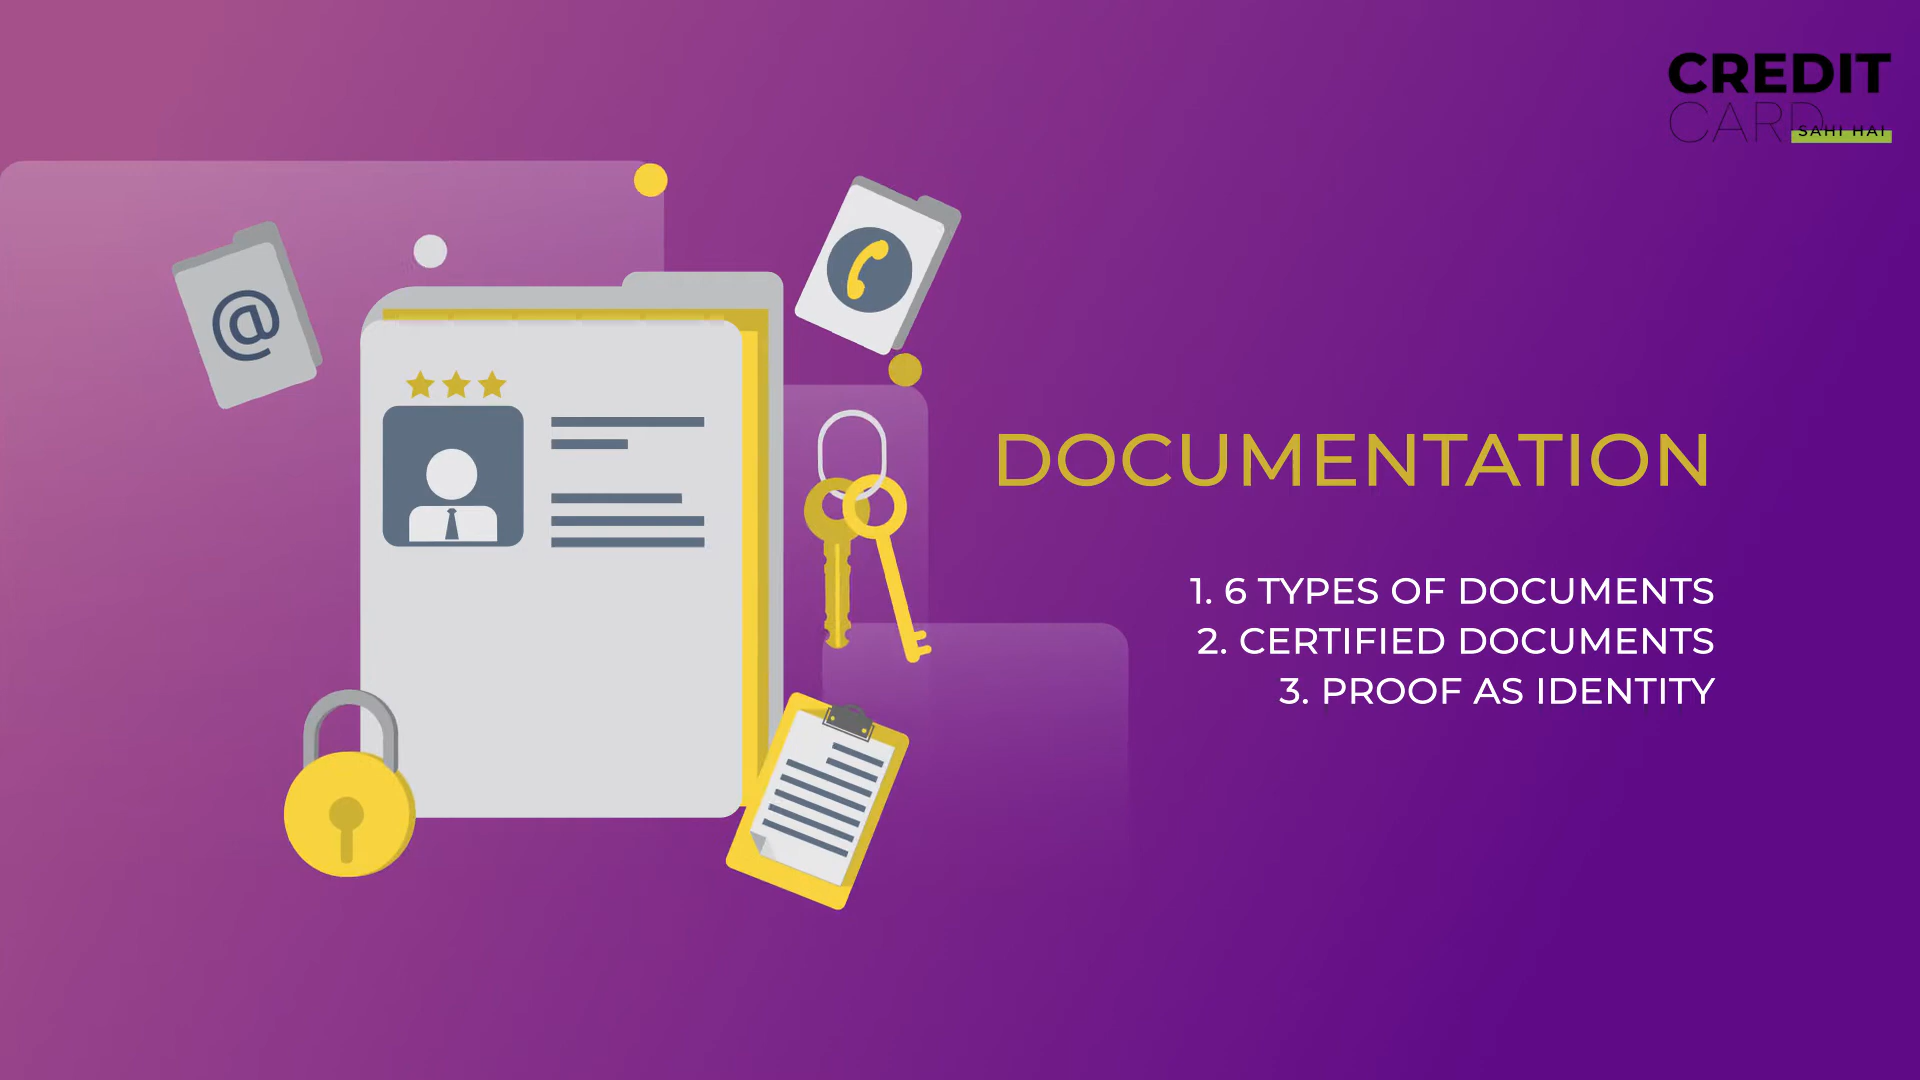 CREDIT
CARD
SAHI HAI
@
DOCUMENTATION
1. 6 TYPES OF DOCUMENTS
2. CERTIFIED DOCUMENTS
3. PROOF AS IDENTITY